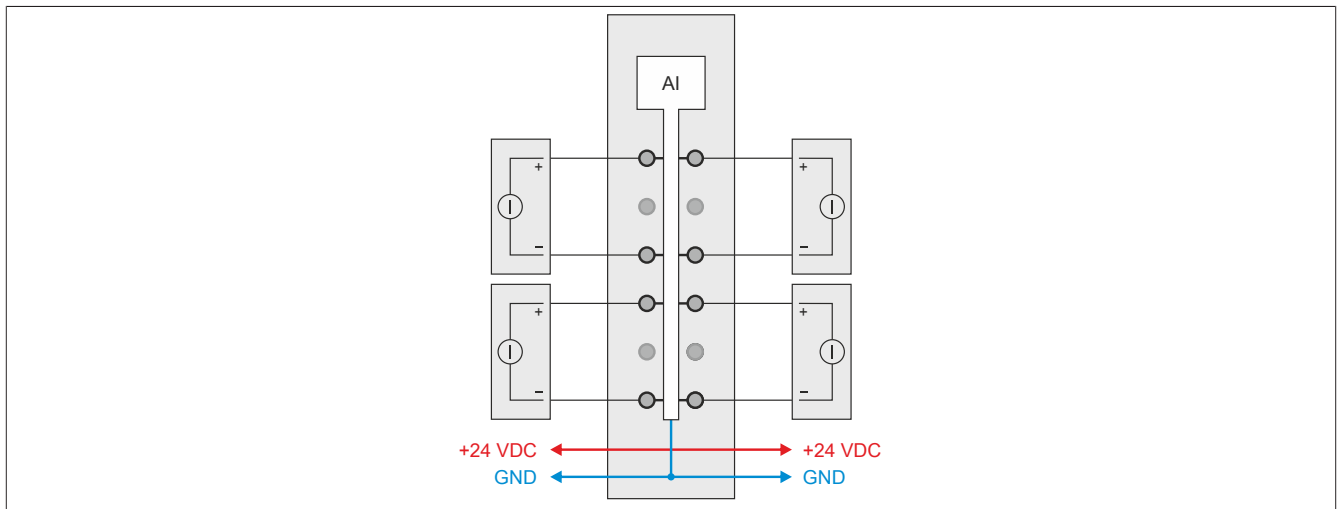 AI
+ +
− −
+ +
− −
+24 VDC +24 VDC
GND GND